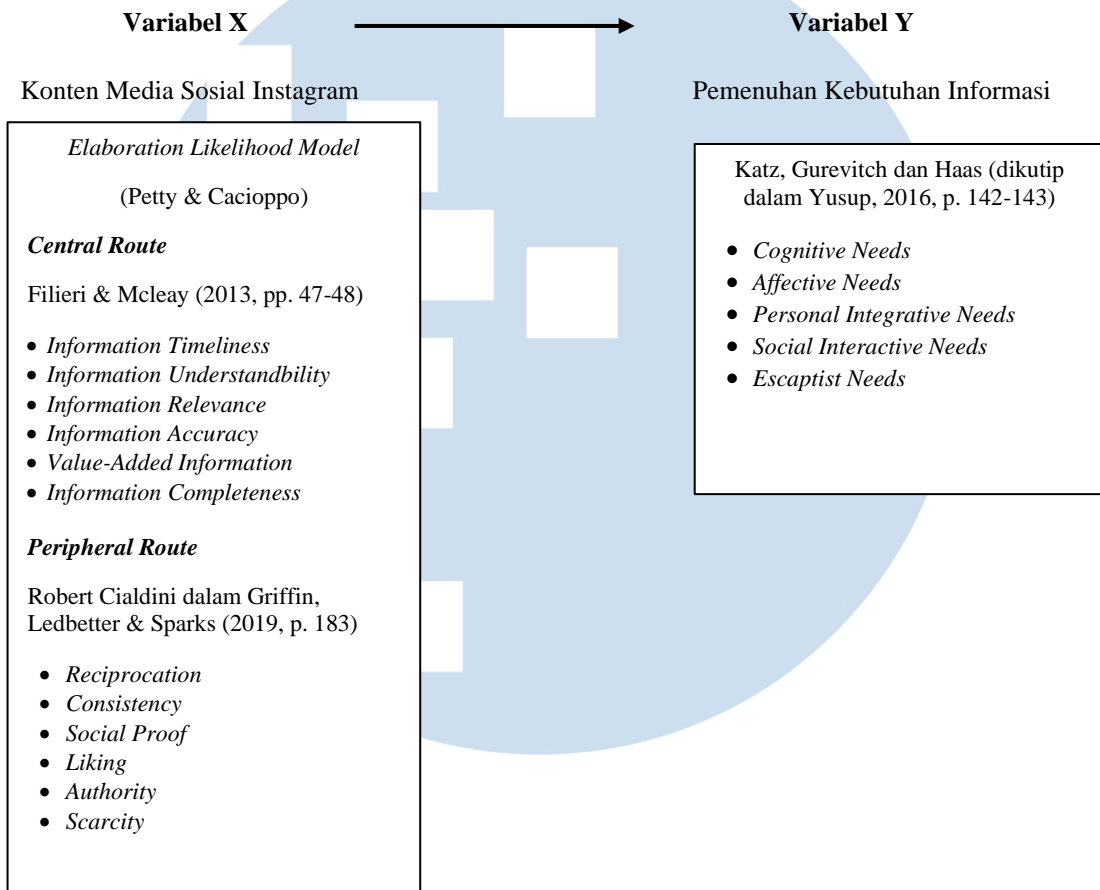 Variabel X
Variabel Y
Konten Media Sosial Instagram
Pemenuhan Kebutuhan Informasi
Elaboration Likelihood Model
(Petty & Cacioppo)
Central Route
Filieri & Mcleay (2013, pp. 47-48)
• Information Timeliness
• Information Understandbility
• Information Relevance
• Information Accuracy
• Value-Added Information
• Information Completeness
Peripheral Route
Robert Cialdini dalam Griffin,
Ledbetter & Sparks (2019, p. 183)
• Reciprocation
• Consistency
• Social Proof
• Liking
• Authority
• Scarcity
Katz, Gurevitch dan Haas (dikutip
dalam Yusup, 2016, p. 142-143)
• Cognitive Needs
• Affective Needs
• Personal Integrative Needs
• Social Interactive Needs
• Escaptist Needs